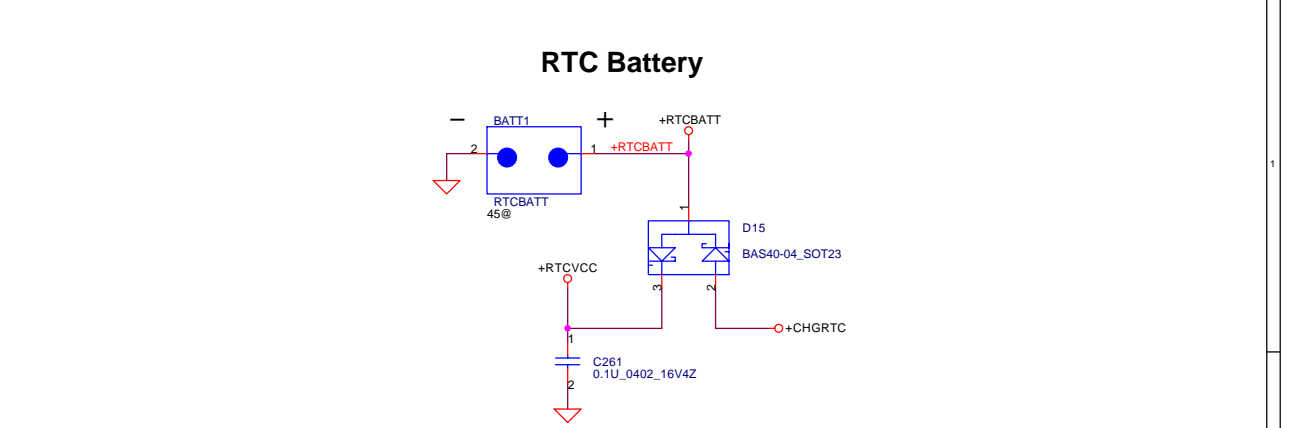 RTC Battery
- +
BATT1
+RTCBATT
2
1
+RTCBATT
1
RTCBATT
45@
1
D15
BAS40-04_SOT23
+RTCVCC
3
2
+CHGRTC
1
C261
0.1U_0402_16V4Z
2